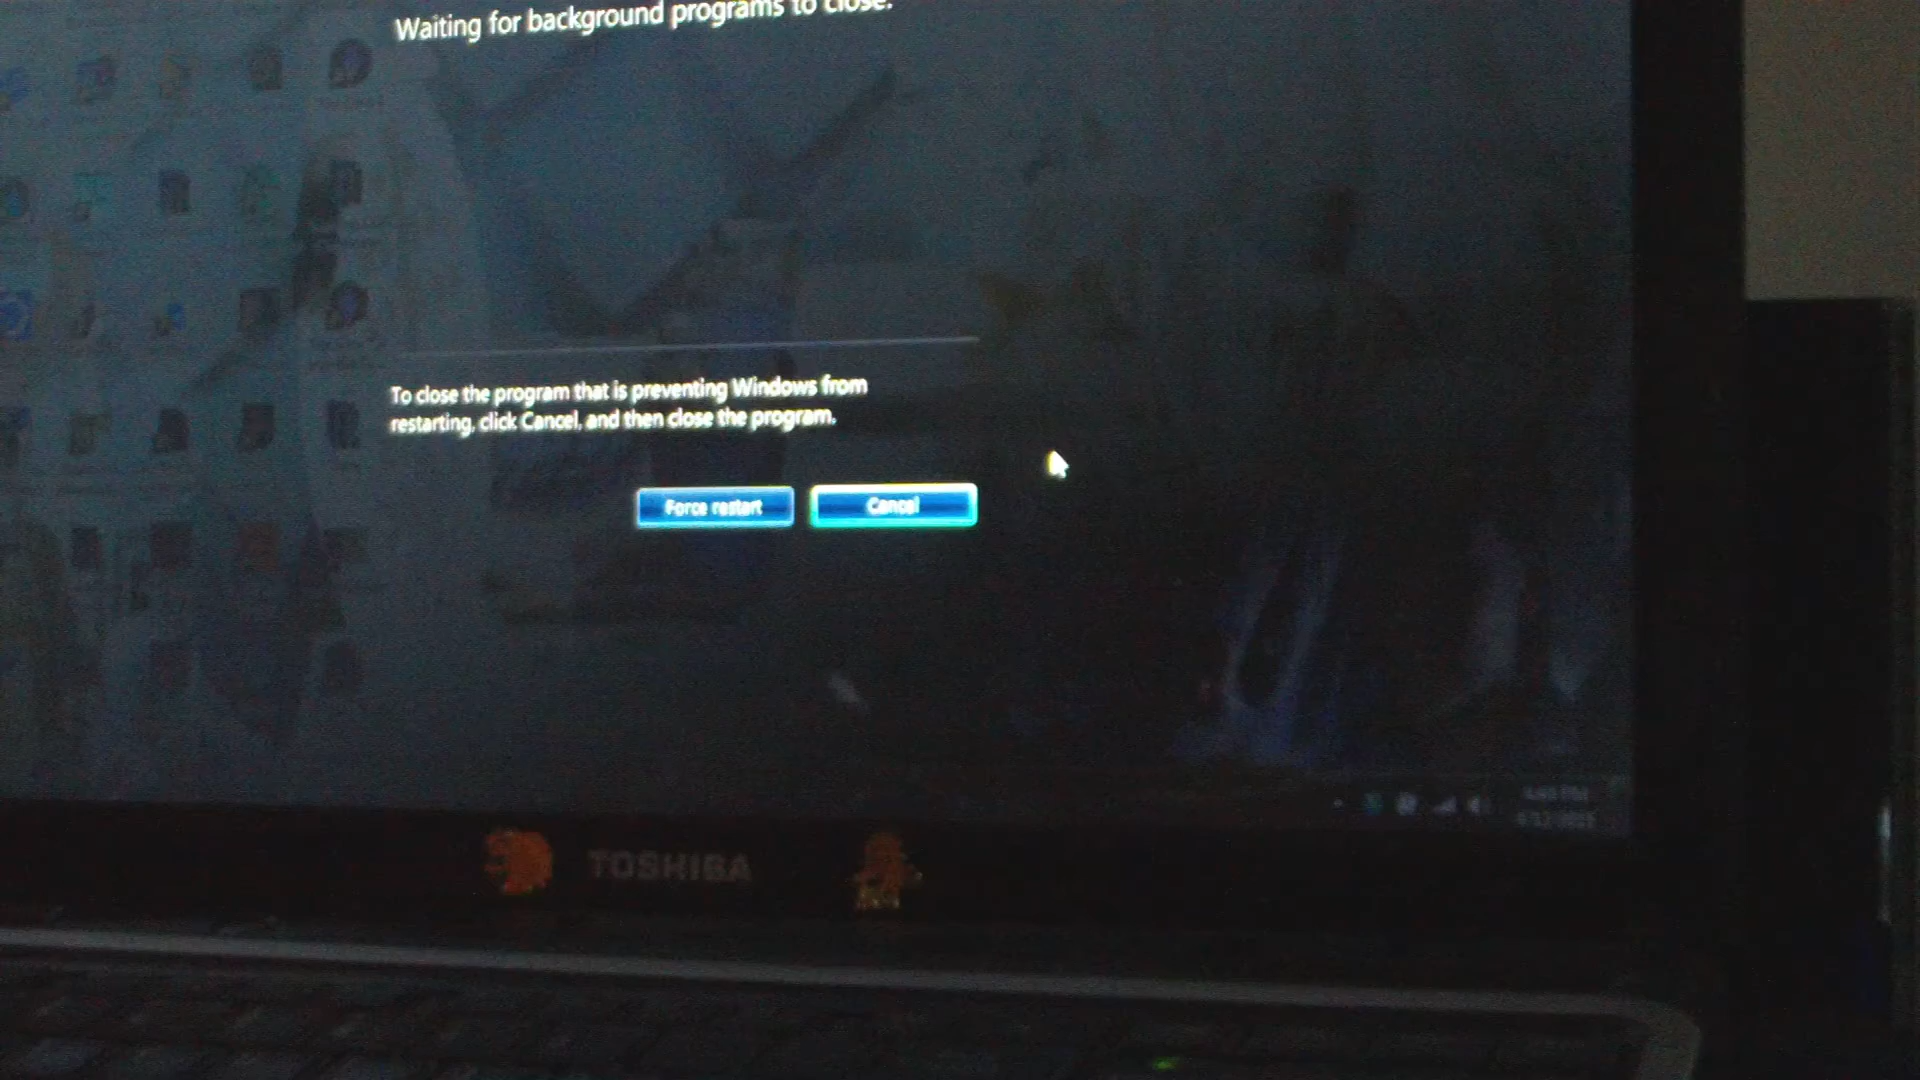 Waiting for background programs to close.
To close the program that is preventing Windows from
restarting, click Cancel, and then close the program.
Force restart
Cancel
TOSHIBA